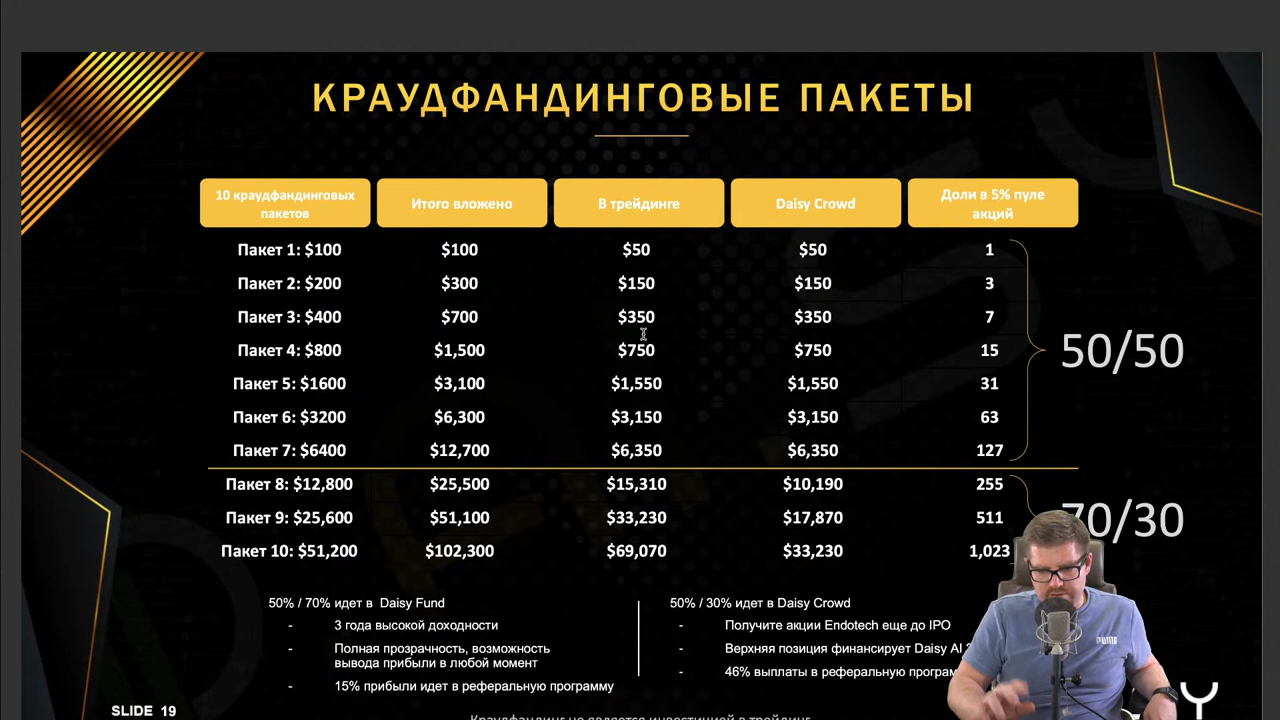 КРАУДФАНДИНГОВЫЕ ПАКЕТЫ
10 краудфандинговых пакетов Итого вложено В трейдинге Daisy Crowd Доли в 5% пуле акций
Пакет 1: $100 $100 $50 $50 1
Пакет 2: $200 $300 $150 $150 3
Пакет 3: $400 $700 $350 $350 7
Пакет 4: $800 $1,500 $750 $750 15
Пакет 5: $1600 $3,100 $1,550 $1,550 31
Пакет 6: $3200 $6,300 $3,150 $3,150 63
Пакет 7: $6400 $12,700 $6,350 $6,350 127
50/50
Пакет 8: $12,800 $25,500 $15,310 $10,190 255
Пакет 9: $25,600 $51,100 $33,230 $17,870 511
Пакет 10: $51,200 $102,300 $69,070 $33,230 1,023
70/30
50% / 70% идет в Daisy Fund
- 3 года высокой доходности
- Полная прозрачность, возможность
вывода прибыли в любой момент
- 15% прибыли идет в реферальную программу
50% / 30% идет в Daisy Crowd
- Получите акции Endotech еще до IPO
- Верхняя позиция финансирует Daisy AI
- 46% выплаты в реферальную
SLIDE 19
Краудфандинг не является инвестицией в трейдинг
PUMA